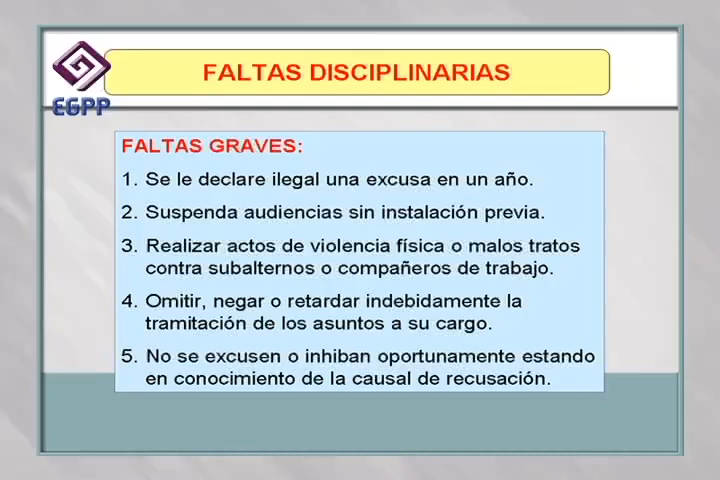 FALTAS DISCIPLINARIAS
EGPP
FALTAS GRAVES:
1. Se le declare ilegal una excusa en un año.
2. Suspenda audiencias sin instalación previa.
3. Realizar actos de violencia física o malos tratos
contra subalternos o compañeros de trabajo.
4. Omitir, negar o retardar indebidamente la
tramitación de los asuntos a su cargo.
5. No se excusen o inhiban oportunamente estando
en conocimiento de la causal de recusación.